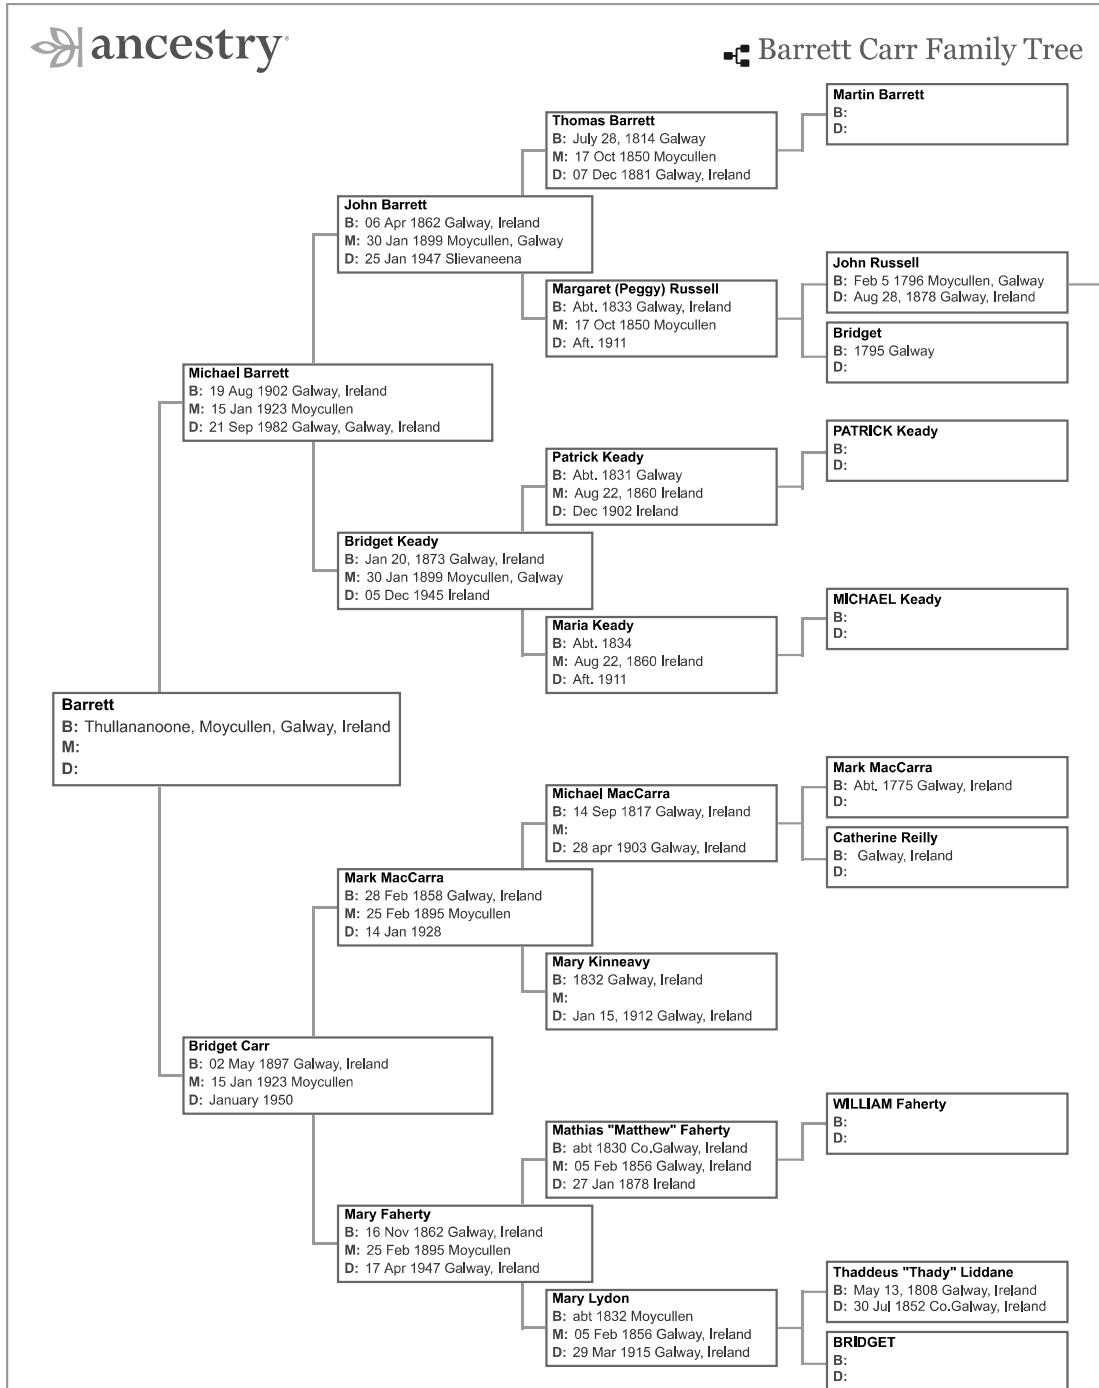 ancestry
Barrett Carr Family Tree
Martin Barrett
B:
D:
Thomas Barrett
B: July 28, 1814 Galway
M: 17 Oct 1850 Moycullen
D: 07 Dec 1881 Galway, Ireland
John Barrett
B: 06 Apr 1862 Galway, Ireland
M: 30 Jan 1899 Moycullen, Galway
D: 25 Jan 1947 Slievaneena
John Russell
B: Feb 5 1796 Moycullen, Galway
D: Aug 28, 1878 Galway, Ireland
Margaret (Peggy) Russell
B: Abt. 1833 Galway, Ireland
M: 17 Oct 1850 Moycullen
D: Aft. 1911
Bridget
B: 1795 Galway
D:
Michael Barrett
B: 19 Aug 1902 Galway, Ireland
M: 15 Jan 1923 Moycullen
D: 21 Sep 1982 Galway, Galway, Ireland
PATRICK Keady
B:
D:
Patrick Keady
B: Abt. 1831 Galway
M: Aug 22, 1860 Ireland
D: Dec 1902 Ireland
Bridget Keady
B: Jan 20, 1873 Galway, Ireland
M: 30 Jan 1899 Moycullen, Galway
D: 05 Dec 1945 Ireland
MICHAEL Keady
B:
D:
Maria Keady
B: Abt. 1834
M: Aug 22, 1860 Ireland
D: Aft. 1911
Barrett
B: Thullananoone, Moycullen, Galway, Ireland
M:
D:
Mark MacCarra
B: Abt. 1775 Galway, Ireland
D:
Michael MacCarra
B: 14 Sep 1817 Galway, Ireland
M:
D: 28 apr 1903 Galway, Ireland
Catherine Reilly
B: Galway, Ireland
D:
Mark MacCarra
B: 28 Feb 1858 Galway, Ireland
M: 25 Feb 1895 Moycullen
D: 14 Jan 1928
Mary Kinneavy
B: 1832 Galway, Ireland
M:
D: Jan 15, 1912 Galway, Ireland
Bridget Carr
B: 02 May 1897 Galway, Ireland
M: 15 Jan 1923 Moycullen
D: January 1950
WILLIAM Faherty
B:
D:
Mathias "Matthew" Faherty
B: abt 1830 Co.Galway, Ireland
M: 05 Feb 1856 Galway, Ireland
D: 27 Jan 1878 Ireland
Mary Faherty
B: 16 Nov 1862 Galway, Ireland
M: 25 Feb 1895 Moycullen
D: 17 Apr 1947 Galway, Ireland
Thaddeus "Thady" Liddane
B: May 13, 1808 Galway, Ireland
D: 30 Jul 1852 Co.Galway, Ireland
Mary Lydon
B: abt 1832 Moycullen
M: 05 Feb 1856 Galway, Ireland
D: 29 Mar 1915 Galway, Ireland
BRIDGET
B:
D: